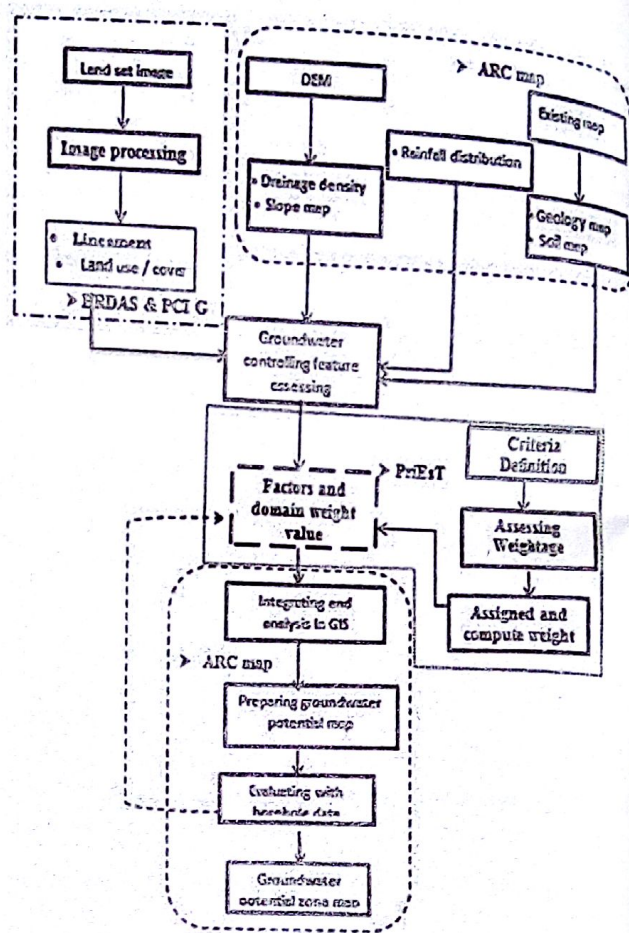 Land set image
Image processing
• Lineament
• Land use / cover
➤ ERDAS & PCI G
➤ ARC map
DSM
• Drainage density
• Slope map
• Rainfall distribution
Existing map
• Geology map
• Soil map
Groundwater
controlling feature
assessing
➤ PriEsT
Factors and
domain weight
value
Criteria
Definition
Assessing
Weightage
Assigned and
compute weight
➤ ARC map
Integrating and
analysis in GIS
Preparing groundwater
potential map
Evaluating with
borehole data
Groundwater
potential zone map